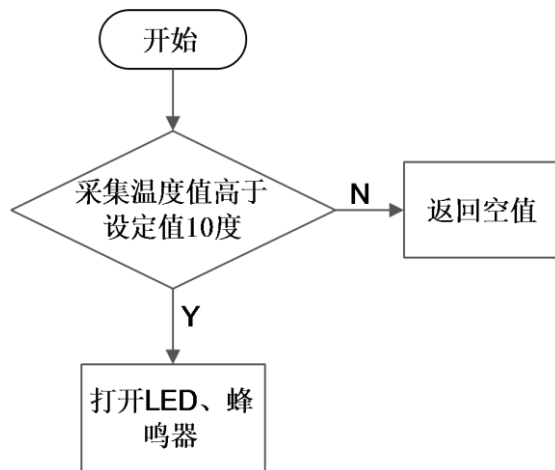 开始
采集温度值高于
设定值10度
N
返回空值
Y
打开LED、蜂
鸣器